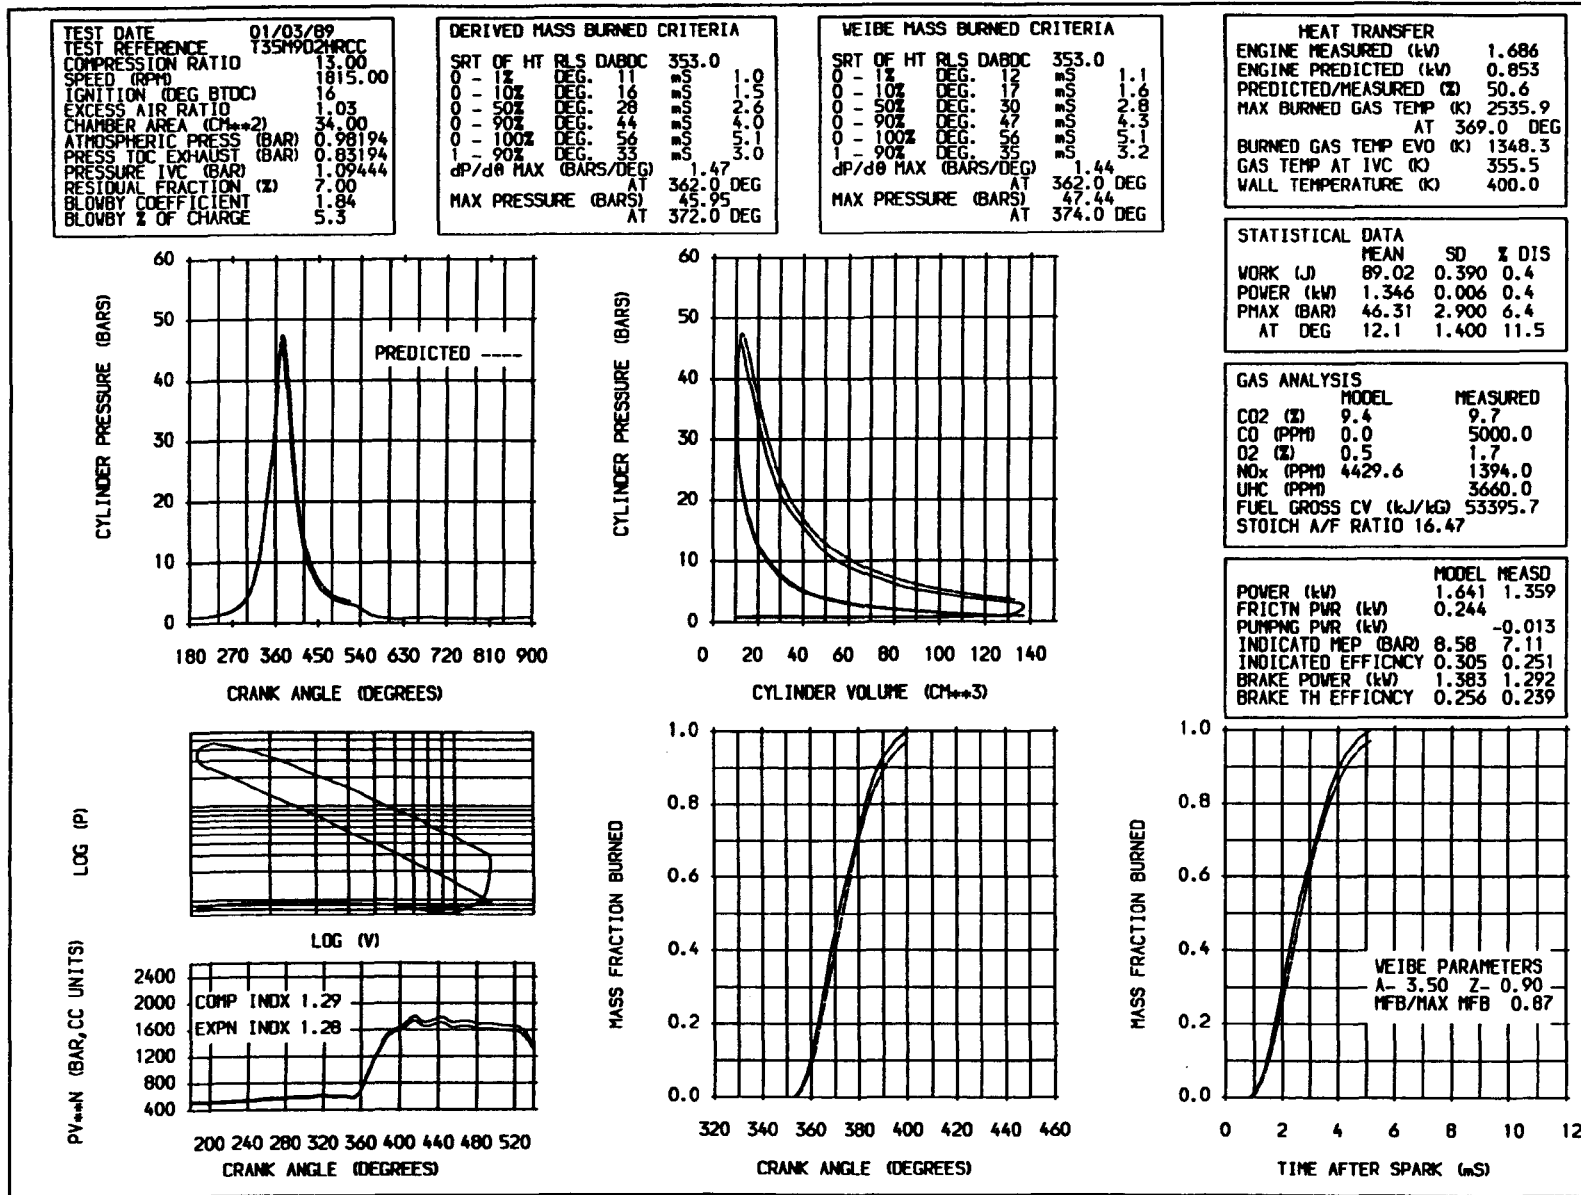 TEST DATE 01/03/89
TEST REFERENCE T35M902HRCC
COMPRESSION RATIO 13.00
SPEED (RPM) 1815.00
IGNITION (DEG BTDC) 16
EXCESS AIR RATIO 1.03
CHAMBER AREA (CM**2) 34.00
ATMOSPHERIC PRESS (BAR) 0.98194
PRESS TDC EXHAUST (BAR) 0.83194
PRESSURE IVC (BAR) 1.09444
RESIDUAL FRACTION (%) 7.00
BLOWBY COEFFICIENT 1.84
BLOWBY % OF CHARGE 5.3
DERIVED MASS BURNED CRITERIA
SRT OF HT RLS DABDC 353.0
0 - 1% DEG. 11 mS 1.0
0 - 10% DEG. 16 mS 1.5
0 - 50% DEG. 28 mS 2.6
0 - 90% DEG. 44 mS 4.0
0 - 100% DEG. 56 mS 5.1
1 - 90% DEG. 33 mS 3.0
dP/dθ MAX (BARS/DEG) 1.47
AT 362.0 DEG
MAX PRESSURE (BARS) 45.95
AT 372.0 DEG
WEIBE MASS BURNED CRITERIA
SRT OF HT RLS DABDC 353.0
0 - 1% DEG. 12 mS 1.1
0 - 10% DEG. 17 mS 1.6
0 - 50% DEG. 30 mS 2.8
0 - 90% DEG. 47 mS 4.3
0 - 100% DEG. 56 mS 5.1
1 - 90% DEG. 35 mS 3.2
dP/dθ MAX (BARS/DEG) 1.44
AT 362.0 DEG
MAX PRESSURE (BARS) 47.44
AT 374.0 DEG
HEAT TRANSFER
ENGINE MEASURED (kW) 1.686
ENGINE PREDICTED (kW) 0.853
PREDICTED/MEASURED (%) 50.6
MAX BURNED GAS TEMP (K) 2535.9
AT 369.0 DEG
BURNED GAS TEMP EVO (K) 1348.3
GAS TEMP AT IVC (K) 355.5
WALL TEMPERATURE (K) 400.0
STATISTICAL DATA
MEAN SD % DIS
WORK (J) 89.02 0.390 0.4
POWER (kW) 1.346 0.006 0.4
PMAX (BAR) 46.31 2.900 6.4
AT DEG 12.1 1.400 11.5
GAS ANALYSIS
MODEL MEASURED
CO2 (%) 9.4 9.7
CO (PPM) 0.0 5000.0
O2 (%) 0.5 1.7
NOx (PPM) 4429.6 1394.0
UHC (PPM) 3660.0
FUEL GROSS CV (kJ/kG) 53395.7
STOICH A/F RATIO 16.47
MODEL MEASD
POWER (kW) 1.641 1.359
FRICTN PWR (kW) 0.244
PUMPNG PWR (kW) -0.013
INDICATD MEP (BAR) 8.58 7.11
INDICATED EFFICNCY 0.305 0.251
BRAKE POWER (kW) 1.383 1.292
BRAKE TH EFFICNCY 0.256 0.239
CYLINDER PRESSURE (BARS)
60
50
40
30
20
10
0
PREDICTED ----
180 270 360 450 540 630 720 810 900
CRANK ANGLE (DEGREES)
CYLINDER PRESSURE (BARS)
60
50
40
30
20
10
0
0 20 40 60 80 100 120 140
CYLINDER VOLUME (CM**3)
LOG (P)
LOG (V)
PV**N (BAR,CC UNITS)
2400
2000
1600
1200
800
400
COMP INDX 1.29
EXPN INDX 1.28
200 240 280 320 360 400 440 480 520
CRANK ANGLE (DEGREES)
MASS FRACTION BURNED
1.0
0.8
0.6
0.4
0.2
0.0
320 340 360 380 400 420 440 460
CRANK ANGLE (DEGREES)
MASS FRACTION BURNED
1.0
0.8
0.6
0.4
0.2
0.0
WEIBE PARAMETERS
A- 3.50 Z- 0.90
MFB/MAX MFB 0.87
0 2 4 6 8 10 12
TIME AFTER SPARK (mS)